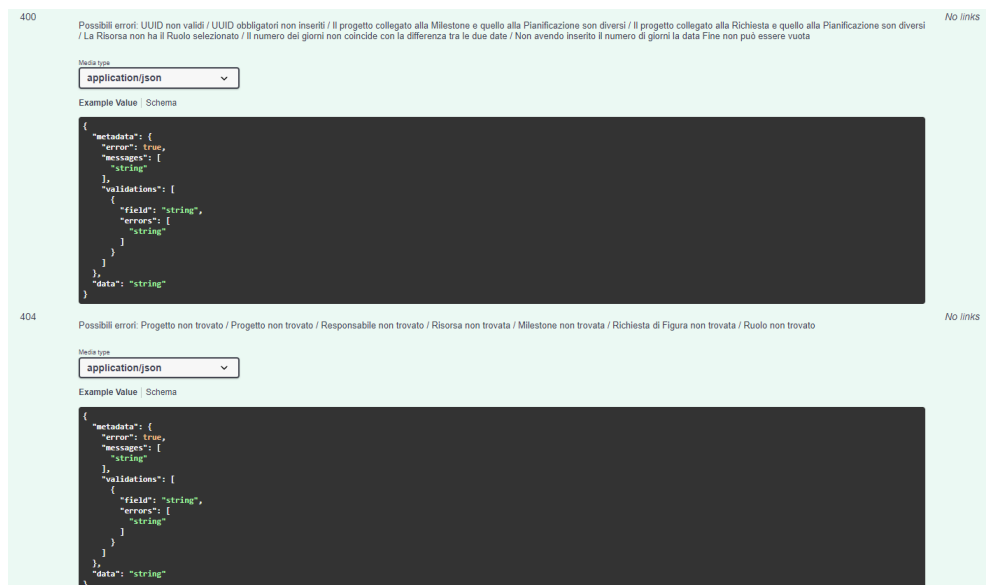 400
No links
Possibili errori: UUID non validi / UUID obbligatori non inseriti / Il progetto collegato alla Milestone e quello alla Pianificazione son diversi / Il progetto collegato alla Richiesta e quello alla Pianificazione son diversi
/ La Risorsa non ha il Ruolo selezionato / Il numero dei giorni non coincide con la differenza tra le due date / Non avendo inserito il numero di giorni la data Fine non può essere vuota
Media type
application/json
Example Value | Schema
{
"metadata": {
"error": true,
"messages": [
"string"
],
"validations": [
{
"field": "string",
"errors": [
"string"
]
}
]
},
"data": "string"
}
404
No links
Possibili errori: Progetto non trovato / Progetto non trovato / Responsabile non trovato / Risorsa non trovata / Milestone non trovata / Richiesta di Figura non trovata / Ruolo non trovato
Media type
application/json
Example Value | Schema
{
"metadata": {
"error": true,
"messages": [
"string"
],
"validations": [
{
"field": "string",
"errors": [
"string"
]
}
]
},
"data": "string"
}